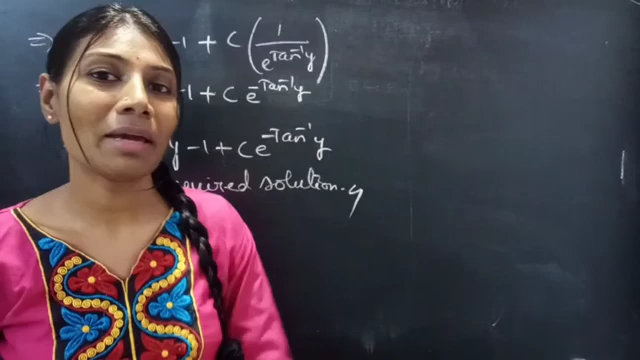 ⇒ -1 + C (1/e^Tan⁻¹y)
-1 + C e^-Tan⁻¹y
y -1 + C e^-Tan⁻¹y
quired solution.